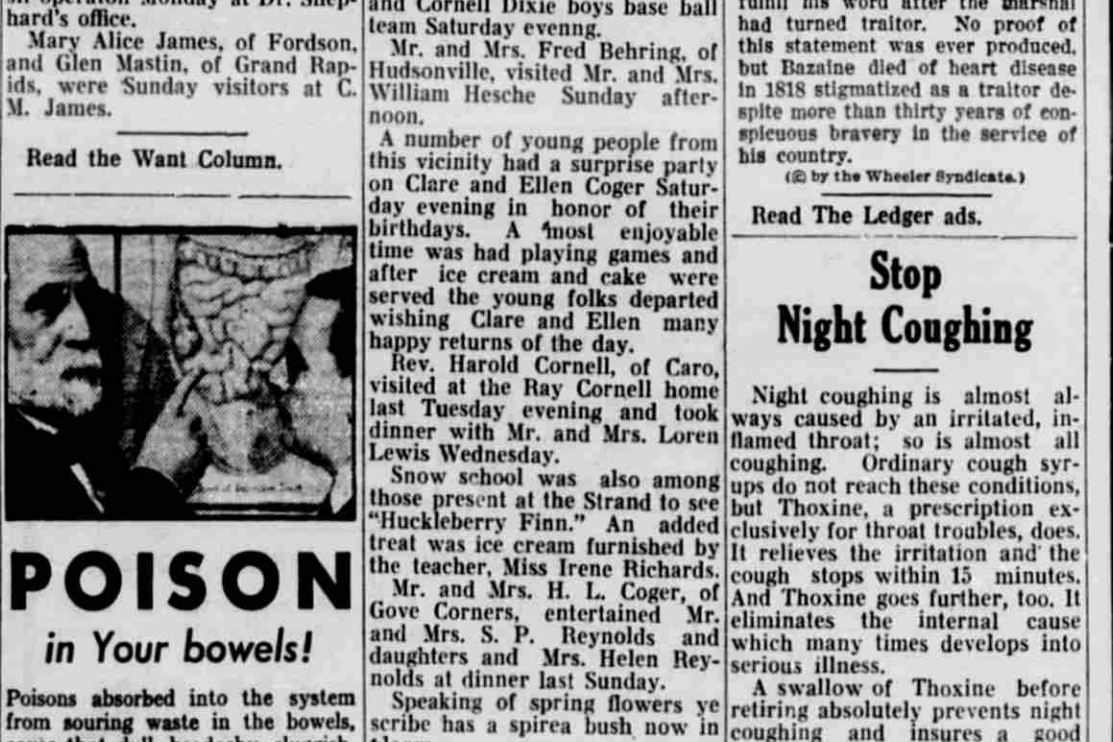 hard's office.
Mary Alice James, of Fordson,
and Glen Mastin, of Grand Rap-
ids, were Sunday visitors at C.
M. James.
Read the Want Column.
POISON
in Your bowels!
Poisons absorbed into the system
from souring waste in the bowels,
and Cornell Dixie boys base ball
team Saturday evenng.
Mr. and Mrs. Fred Behring, of
Hudsonville, visited Mr. and Mrs.
William Hesche Sunday after-
noon.
A number of young people from
this vicinity had a surprise party
on Clare and Ellen Coger Satur-
day evening in honor of their
birthdays. A most enjoyable
time was had playing games and
after ice cream and cake were
served the young folks departed
wishing Clare and Ellen many
happy returns of the day.
Rev. Harold Cornell, of Caro,
visited at the Ray Cornell home
last Tuesday evening and took
dinner with Mr. and Mrs. Loren
Lewis Wednesday.
Snow school was also among
those present at the Strand to see
"Huckleberry Finn." An added
treat was ice cream furnished by
the teacher, Miss Irene Richards.
Mr. and Mrs. H. L. Coger, of
Gove Corners, entertained Mr.
and Mrs. S. P. Reynolds and
daughters and Mrs. Helen Rey-
nolds at dinner last Sunday.
Speaking of spring flowers ye
scribe has a spirea bush now in
his word after the marshal
had turned traitor. No proof of
this statement was ever produced,
but Bazaine died of heart disease
in 1818 stigmatized as a traitor de-
spite more than thirty years of con-
spicuous bravery in the service of
his country.
(© by the Wheeler Syndicate.)
Read The Ledger ads.
Stop
Night Coughing
Night coughing is almost al-
ways caused by an irritated, in-
flamed throat; so is almost all
coughing. Ordinary cough syr-
ups do not reach these conditions,
but Thoxine, a prescription ex-
clusively for throat troubles, does.
It relieves the irritation and the
cough stops within 15 minutes.
And Thoxine goes further, too. It
eliminates the internal cause
which many times develops into
serious illness.
A swallow of Thoxine before
retiring absolutely prevents night
coughing and insures a good